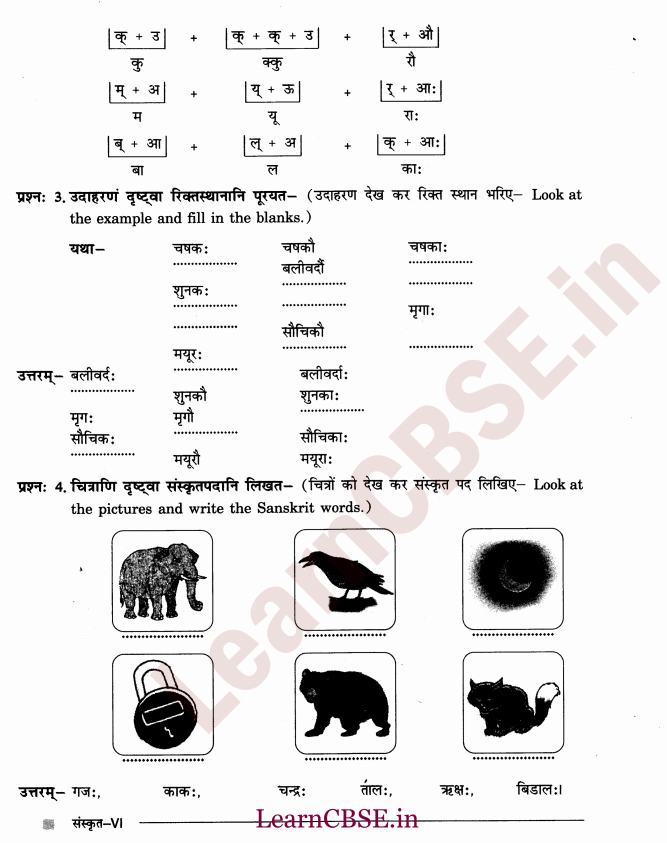 क् + उ + क् + क् + उ + र् + औ
कु क्कु रौ
म् + अ + य् + ऊ + र् + आः
म यू राः
ब् + आ + ल् + अ + क् + आः
बा ल काः
प्रश्नः 3. उदाहरणं दृष्ट्वा रिक्तस्थानानि पूरयत– (उदाहरण देख कर रिक्त स्थान भरिए– Look at
the example and fill in the blanks.)
यथा– चषकः चषकौ चषकाः
.................. बलीवर्दौ ..................
शुनकः .................. ..................
.................. .................. मृगाः
.................. सौचिकौ ..................
मयूरः .................. ..................
उत्तरम्– बलीवर्दः बलीवर्दाः
.................. शुनकौ शुनकाः
मृगः मृगौ ..................
सौचिकः .................. सौचिकाः
.................. मयूरौ मयूराः
प्रश्नः 4. चित्राणि दृष्ट्वा संस्कृतपदानि लिखत– (चित्रों को देख कर संस्कृत पद लिखिए– Look at
the pictures and write the Sanskrit words.)
उत्तरम्– गजः, काकः, चन्द्रः तालः, ऋक्षः, बिडालः।
संस्कृत–VI LearnCBSE.in
LearnCBSE.in